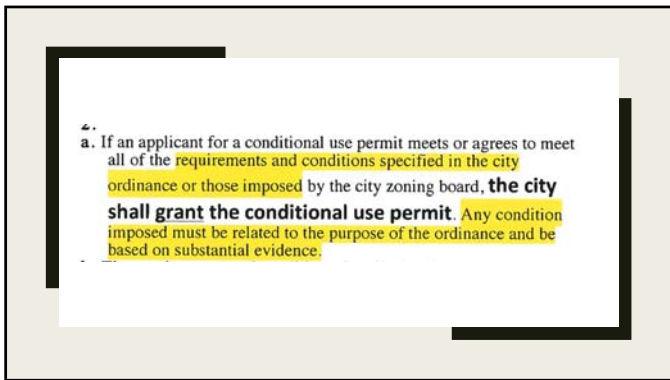 2.
a. If an applicant for a conditional use permit meets or agrees to meet
all of the requirements and conditions specified in the city
ordinance or those imposed by the city zoning board, the city
shall grant the conditional use permit. Any condition
imposed must be related to the purpose of the ordinance and be
based on substantial evidence.